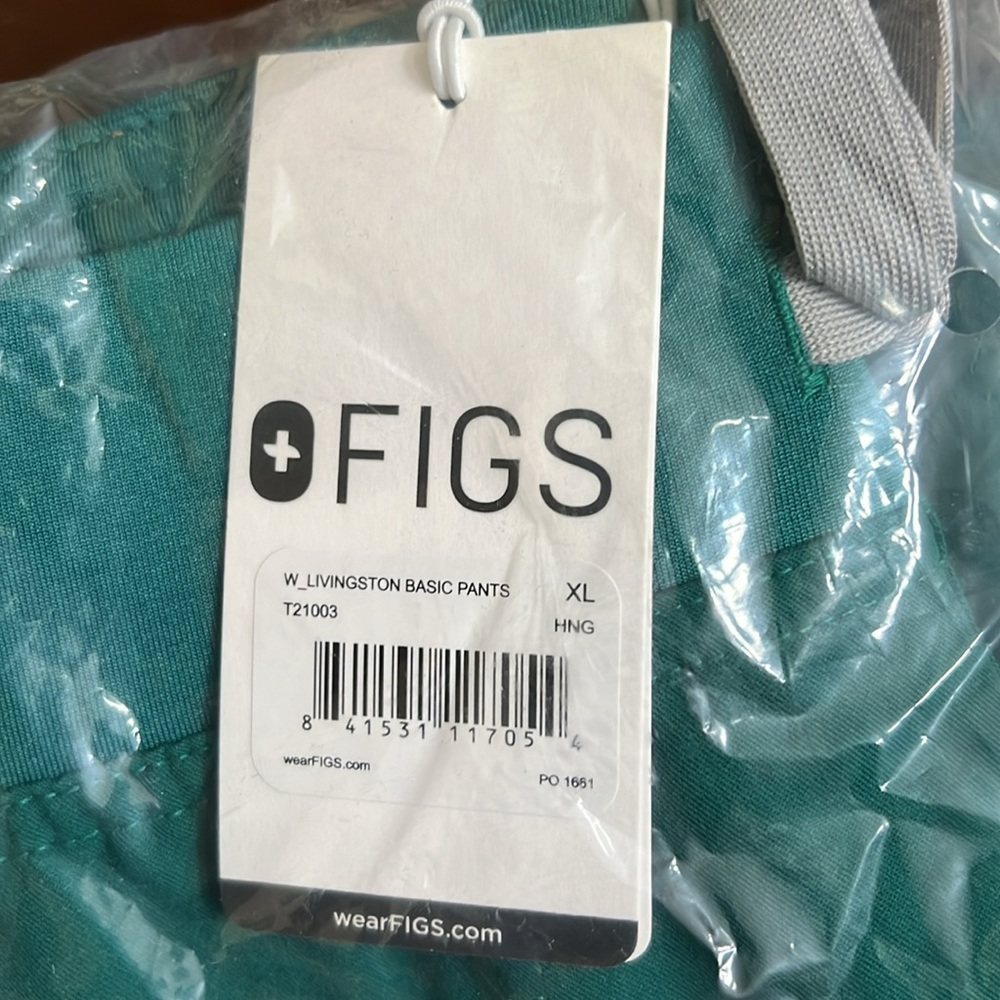 FIGS
W_LIVINGSTON BASIC PANTS XL
T21003 HNG
8 41531 11705 4
wearFIGS.com PO 1661
wearFIGS.com